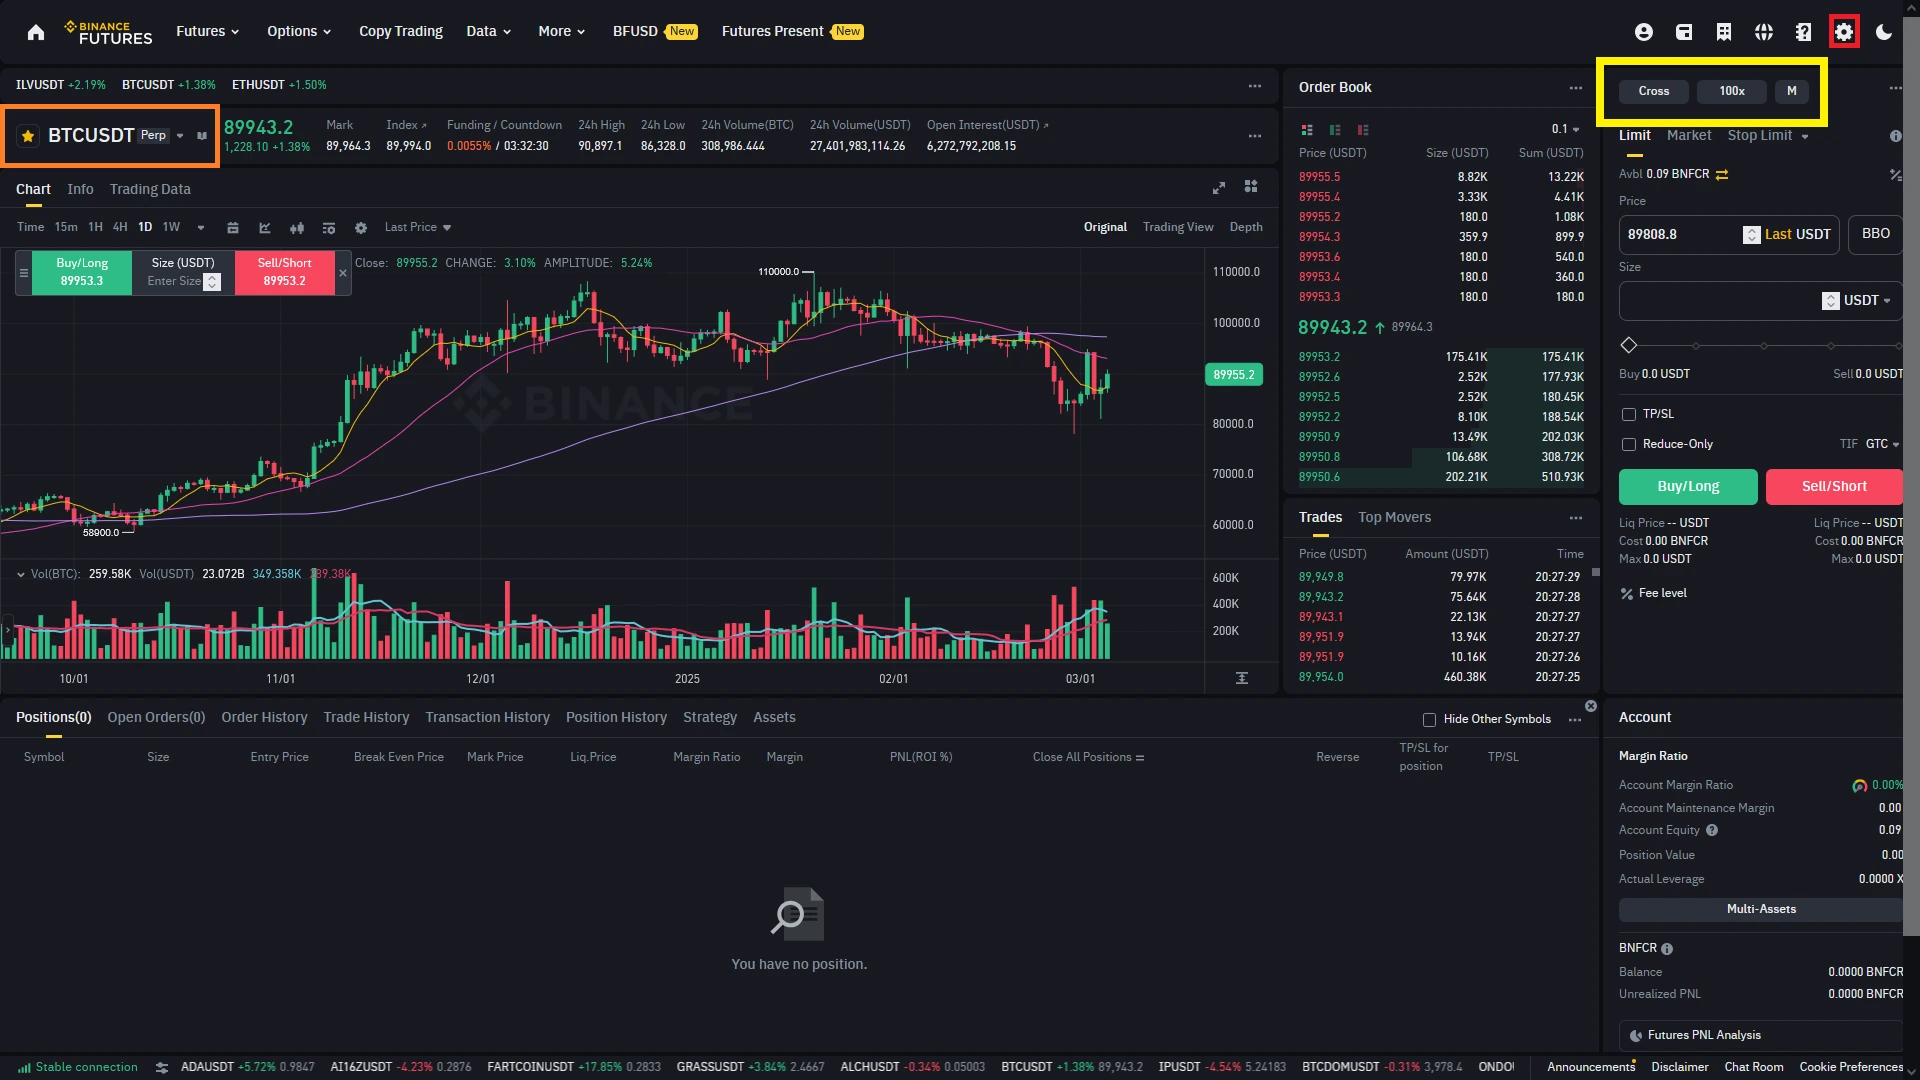 BINANCE FUTURES Futures Options Copy Trading Data More BFUSD New Futures Present New
ILVUSDT +2.19% BTCUSDT +1.38% ETHUSDT +1.50%
BTCUSDT Perp
89943.2
1,228.10 +1.38%
Mark Index Funding / Countdown 24h High 24h Low 24h Volume(BTC) 24h Volume(USDT) Open Interest(USDT)
89,964.3 89,994.0 0.0055% / 03:32:30 90,897.1 86,328.0 308,986.444 27,401,983,114.26 6,272,792,208.15
Chart Info Trading Data
Time 15m 1H 4H 1D 1W Last Price Original Trading View Depth
Buy/Long Size (USDT) Sell/Short
89953.3 Enter Size 89953.2
Close: 89955.2 CHANGE: 3.10% AMPLITUDE: 5.24%
110000.0
58900.0
BINANCE
110000.0
100000.0
89955.2
80000.0
70000.0
60000.0
Vol(BTC): 259.58K Vol(USDT) 23.072B 349.358K 289.38K
600K
400K
200K
10/01 11/01 12/01 2025 02/01 03/01
Order Book
0.1
Price (USDT) Size (USDT) Sum (USDT)
89955.5 8.82K 13.22K
89955.4 3.33K 4.41K
89955.2 180.0 1.08K
89954.3 359.9 899.9
89953.6 180.0 540.0
89953.4 180.0 360.0
89953.3 180.0 180.0
89943.2 89964.3
89953.2 175.41K 175.41K
89952.6 2.52K 177.93K
89952.5 2.52K 180.45K
89952.2 8.10K 188.54K
89950.9 13.49K 202.03K
89950.8 106.68K 308.72K
89950.6 202.21K 510.93K
Trades Top Movers
Price (USDT) Amount (USDT) Time
89,949.8 79.97K 20:27:29
89,943.2 75.64K 20:27:28
89,943.1 22.13K 20:27:27
89,951.9 13.94K 20:27:27
89,951.9 10.16K 20:27:26
89,954.0 460.38K 20:27:25
Cross 100x M
Limit Market Stop Limit
Avbl 0.09 BNFCR
Price
89808.8 Last USDT BBO
Size
USDT
Buy 0.0 USDT Sell 0.0 USDT
TP/SL
Reduce-Only TIF GTC
Buy/Long Sell/Short
Liq Price -- USDT Liq Price -- USDT
Cost 0.00 BNFCR Cost 0.00 BNFCR
Max 0.0 USDT Max 0.0 USDT
Fee level
Positions(0) Open Orders(0) Order History Trade History Transaction History Position History Strategy Assets Hide Other Symbols
Symbol Size Entry Price Break Even Price Mark Price Liq.Price Margin Ratio Margin PNL(ROI %) Close All Positions Reverse TP/SL for position TP/SL
You have no position.
Account
Margin Ratio
Account Margin Ratio 0.00%
Account Maintenance Margin 0.00
Account Equity 0.09
Position Value 0.00
Actual Leverage 0.0000 X
Multi-Assets
BNFCR
Balance 0.0000 BNFCR
Unrealized PNL 0.0000 BNFCR
Futures PNL Analysis
Stable connection ADAUSDT +5.72% 0.9847 AI16ZUSDT -4.23% 0.2876 FARTCOINUSDT +17.85% 0.2833 GRASSUSDT +3.84% 2.4667 ALCHUSDT -0.34% 0.05003 BTCUSDT +1.38% 89,943.2 IPUSDT -4.54% 5.24183 BTCDOMUSDT -0.31% 3,978.4 ONDO Announcements Disclaimer Chat Room Cookie Preferences